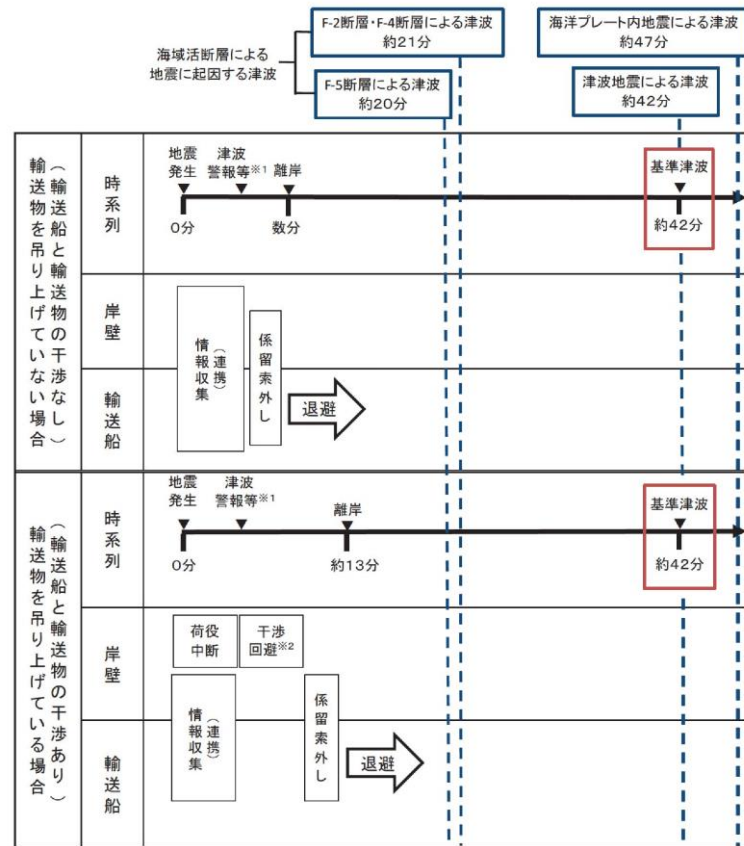 海域活断層による
地震に起因する津波
F-2断層・F-4断層による津波
約21分
F-5断層による津波
約20分
海洋プレート内地震による津波
約47分
津波地震による津波
約42分
輸送物を吊り上げていない場合
（輸送船と輸送物の干渉なし）
時系列
地震
発生
津波
警報等※1
離岸
基準津波
0分
数分
約42分
岸壁
輸送船
情報収集
（連携）
係留索外し
退避
輸送物を吊り上げている場合
（輸送船と輸送物の干渉あり）
時系列
地震
発生
津波
警報等※1
離岸
基準津波
0分
約13分
約42分
岸壁
荷役
中断
干渉
回避※2
輸送船
情報収集
（連携）
係留索外し
退避